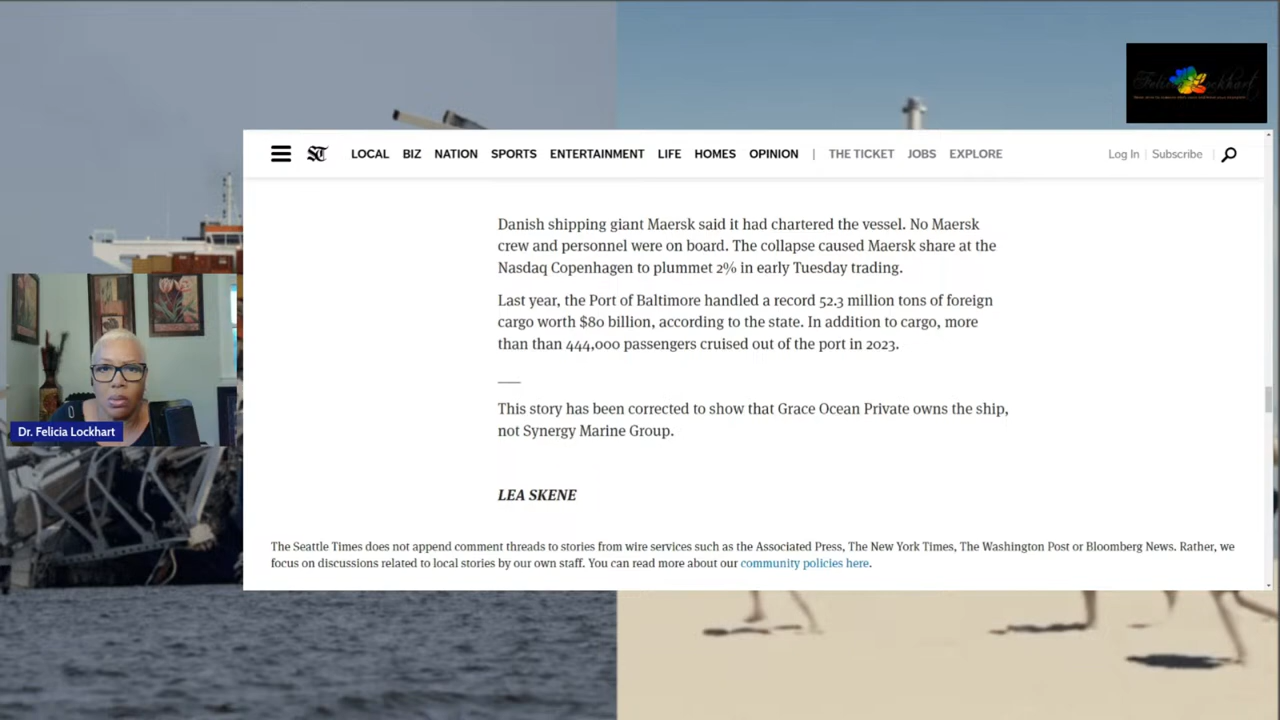 Felicia Lockhart
ST LOCAL BIZ NATION SPORTS ENTERTAINMENT LIFE HOMES OPINION | THE TICKET JOBS EXPLORE Log In | Subscribe
Danish shipping giant Maersk said it had chartered the vessel. No Maersk
crew and personnel were on board. The collapse caused Maersk share at the
Nasdaq Copenhagen to plummet 2% in early Tuesday trading.
Last year, the Port of Baltimore handled a record 52.3 million tons of foreign
cargo worth $80 billion, according to the state. In addition to cargo, more
than than 444,000 passengers cruised out of the port in 2023.
This story has been corrected to show that Grace Ocean Private owns the ship,
not Synergy Marine Group.
Dr. Felicia Lockhart
LEA SKENE
The Seattle Times does not append comment threads to stories from wire services such as the Associated Press, The New York Times, The Washington Post or Bloomberg News. Rather, we
focus on discussions related to local stories by our own staff. You can read more about our community policies here.